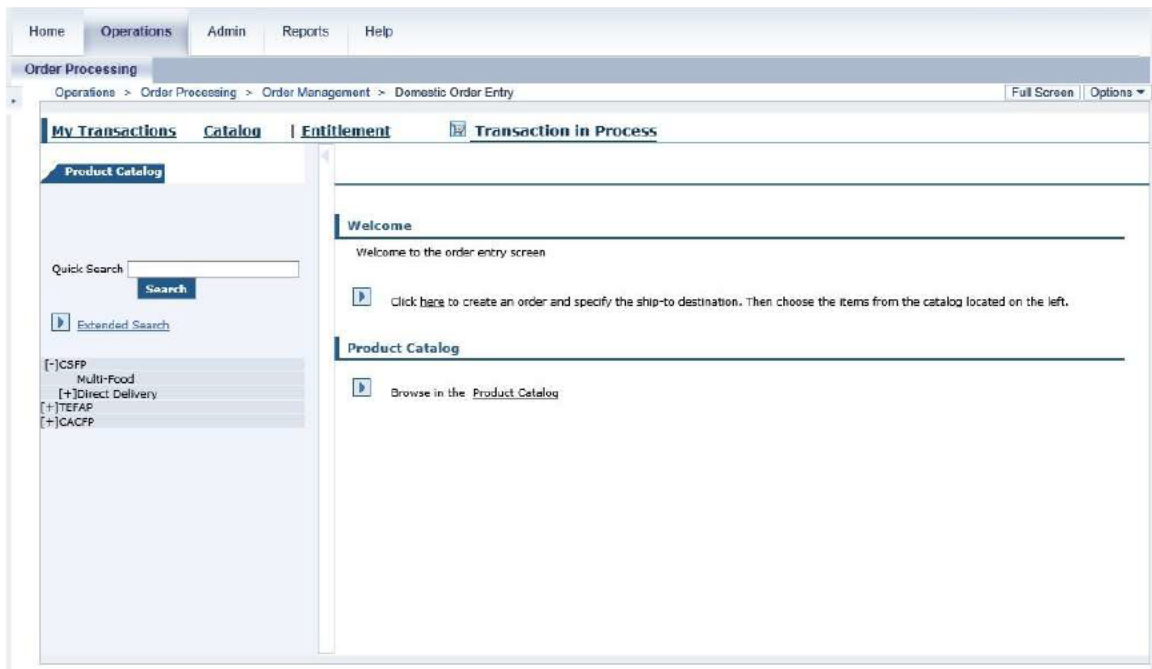 Home Operations Admin Reports Help
Order Processing
Operations > Order Processing > Order Management > Domestic Order Entry Full Screen Options
My Transactions Catalog | Entitlement Transaction in Process
Product Catalog
Welcome
Welcome to the order entry screen
Quick Search
Search
Click here to create an order and specify the ship-to destination. Then choose the items from the catalog located on the left.
Extended Search
Product Catalog
[-]CSFP
Multi-Food
[+]Direct Delivery
Browse in the Product Catalog
[+]TEFAP
[+]CACFP